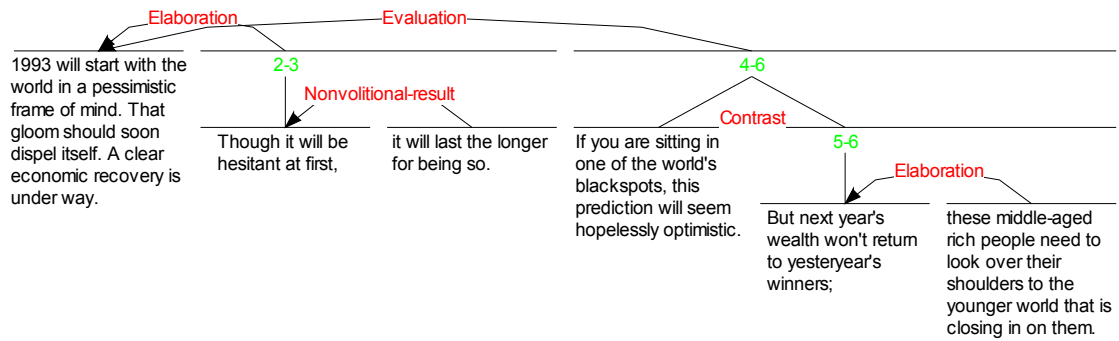 Elaboration
Evaluation
1993 will start with the
world in a pessimistic
frame of mind. That
gloom should soon
dispel itself. A clear
economic recovery is
under way.
2-3
Nonvolitional-result
Though it will be
hesitant at first,
it will last the longer
for being so.
4-6
Contrast
If you are sitting in
one of the world's
blackspots, this
prediction will seem
hopelessly optimistic.
5-6
Elaboration
But next year's
wealth won't return
to yesteryear's
winners;
these middle-aged
rich people need to
look over their
shoulders to the
younger world that is
closing in on them.